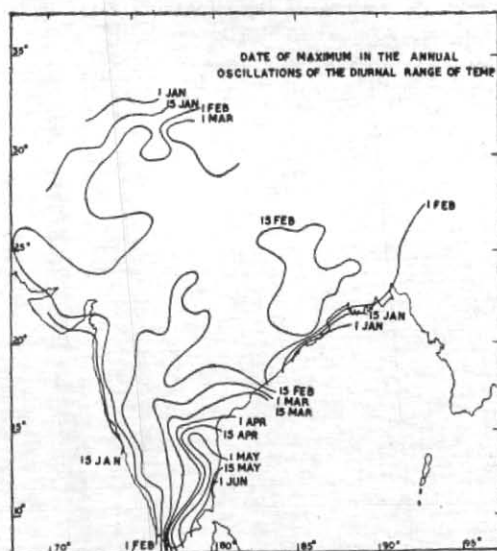 35°
DATE OF MAXIMUM IN THE ANNUAL
OSCILLATIONS OF THE DIURNAL RANGE OF TEMP
1 JAN
15 JAN
1 FEB
1 MAR
30°
1 FEB
15 FEB
25°
15 JAN
1 JAN
20°
15 FEB
1 MAR
15 MAR
1 APR
15°
15 APR
15 JAN
1 MAY
15 MAY
1 JUN
10°
1 FEB
70°
180°
185°
190°
195°